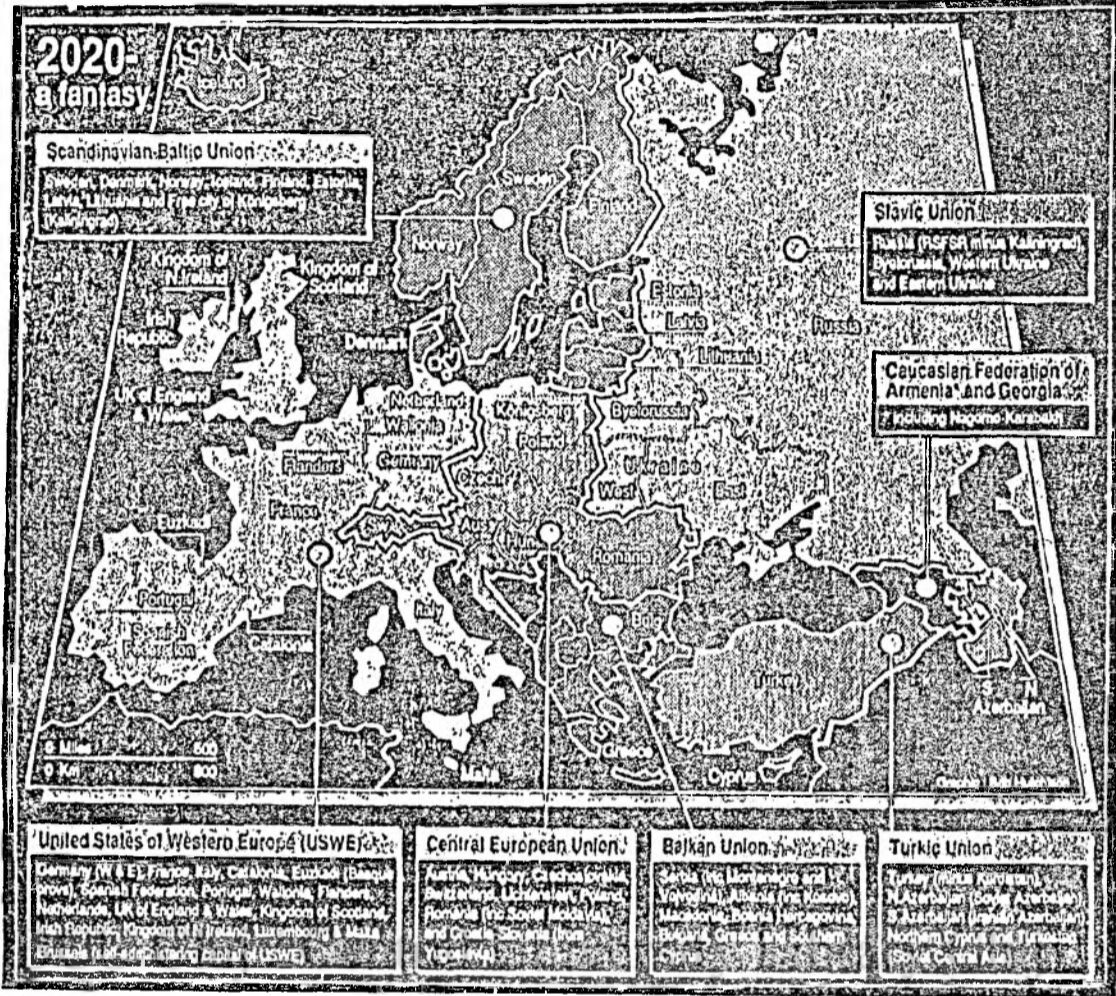 2020-
a fantasy
Iceland
Scandinavian-Baltic Union
Iceland, Denmark, Norway, Sweden, Finland, Estonia,
Latvia, Lithuania and Free city of Königsberg
(Kaliningrad)
Sweden
Finland
Norway
Slavic Union
Russia (RSFSR minus Kaliningrad),
Byelorussia, Western Ukraine
and Eastern Ukraine
Kingdom of
N Ireland
Kingdom of
Scotland
Irish
Republic
Denmark
Estonia
Latvia
Lithuania
Russia
Caucasian Federation of
Armenia* And Georgia
* including Nagorno-Karabakh
UK of England
& Wales
Netherland
Wallonia
Königsberg
Poland
Byelorussia
Flanders
Germany
Czech
Ukraine
West
East
France
SW
Aus
Hun
Romania
Euzkadi
Portugal
Spanish
Federation
Catalonia
Italy
Bulg
Turkey
S
N
Azerbaijan
Greece
Cyprus
Malta
0 Miles 500
0 Km 800
United States of Western Europe (USWE)
Germany (W & E), France, Italy, Catalonia, Euzkadi (Basque
provs), Spanish Federation, Portugal, Wallonia, Flanders,
Netherlands, UK of England & Wales, Kingdom of Scotland,
Irish Republic, Kingdom of N Ireland, Luxembourg & Malta
Central European Union
Austria, Hungary, Czechoslovakia,
Romania (inc Soviet Moldavia),
and Croatia-Slovenia (from
Yugoslavia)
Balkan Union
Serbia (inc Montenegro and
Vojvodina), Albania (inc Kosovo)
Macedonia, Bosnia Hercegovina,
Bulgaria, Greece and Southern
Cyprus
Turkic Union
Turkey (minus Kurdistan),
N.Azerbaijan (Soviet Azerbaijan)
S.Azerbaijan (Iranian Azerbaijan)
Northern Cyprus and Turkestan
(Soviet Central Asia)